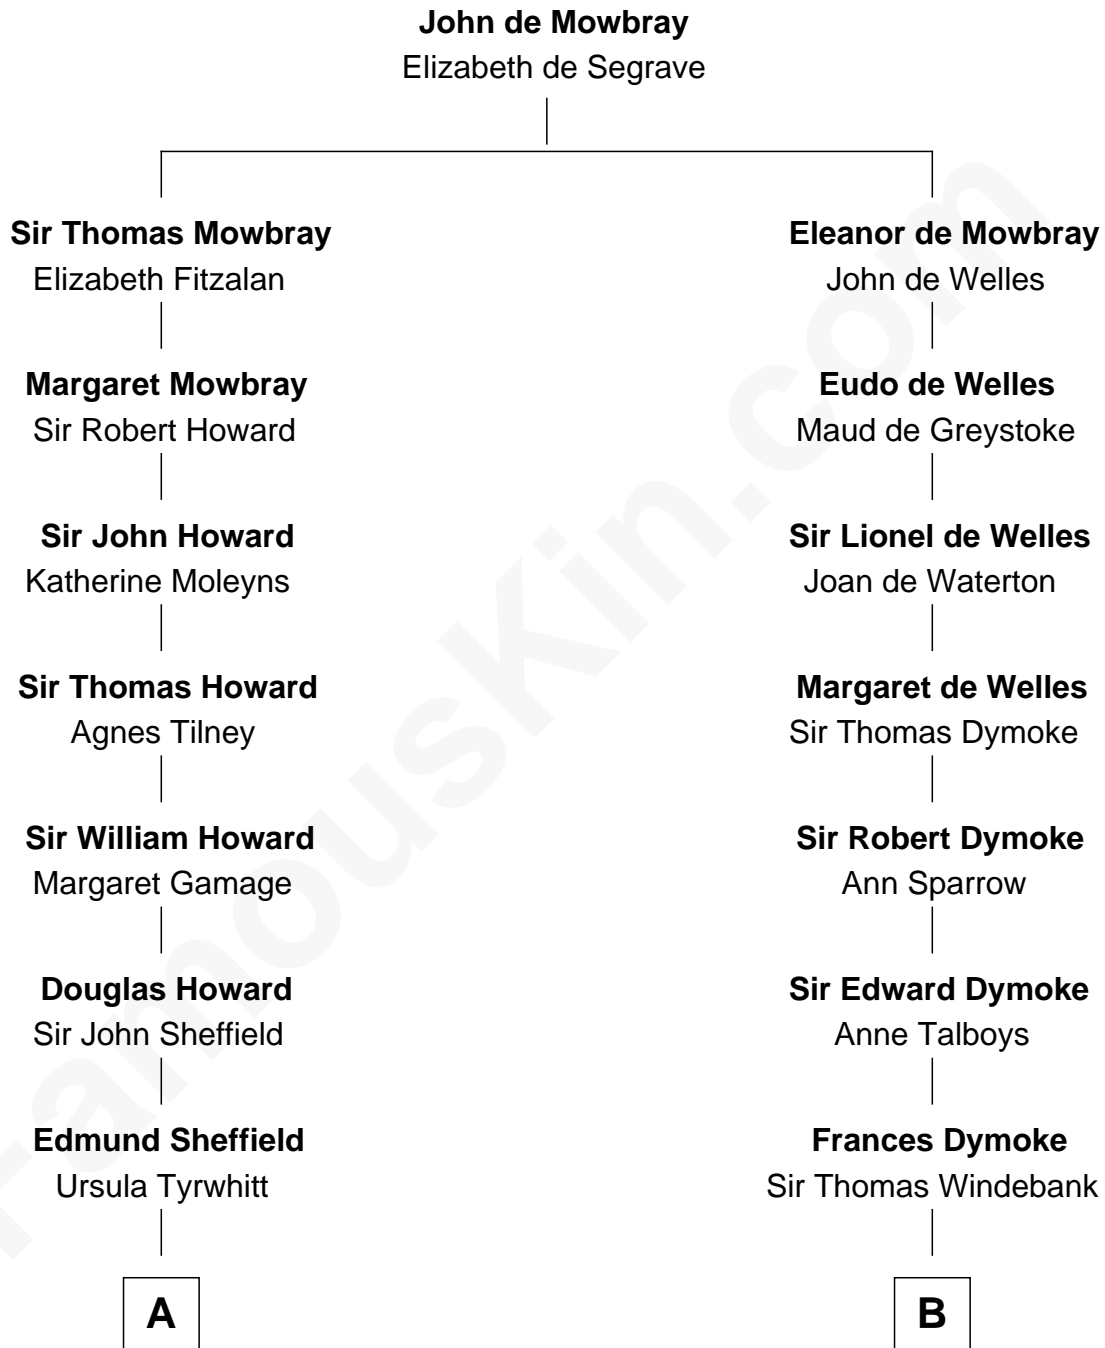 John de Mowbray
Elizabeth de Segrave
Sir Thomas Mowbray
Elizabeth Fitzalan
Eleanor de Mowbray
John de Welles
Margaret Mowbray
Sir Robert Howard
Eudo de Welles
Maud de Greystoke
Sir John Howard
Katherine Moleyns
Sir Lionel de Welles
Joan de Waterton
Sir Thomas Howard
Agnes Tilney
Margaret de Welles
Sir Thomas Dymoke
Sir William Howard
Margaret Gamage
Sir Robert Dymoke
Ann Sparrow
Douglas Howard
Sir John Sheffield
Sir Edward Dymoke
Anne Talboys
Edmund Sheffield
Ursula Tyrwhitt
Frances Dymoke
Sir Thomas Windebank
A
B
FamousKin.com